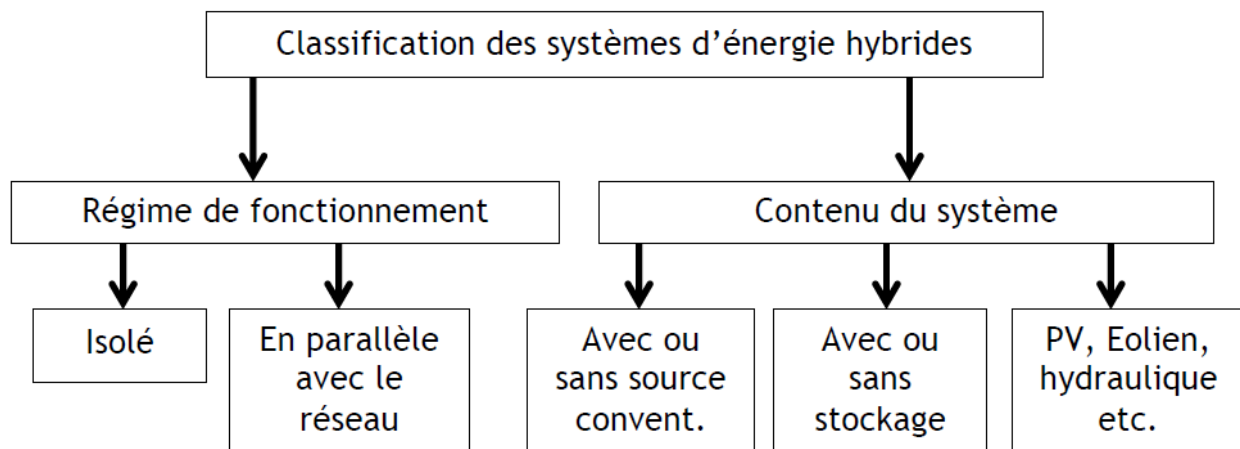 Classification des systèmes d’énergie hybrides
Régime de fonctionnement
Contenu du système
Isolé
En parallèle
avec le
réseau
Avec ou
sans source
convent.
Avec ou
sans
stockage
PV, Eolien,
hydraulique
etc.